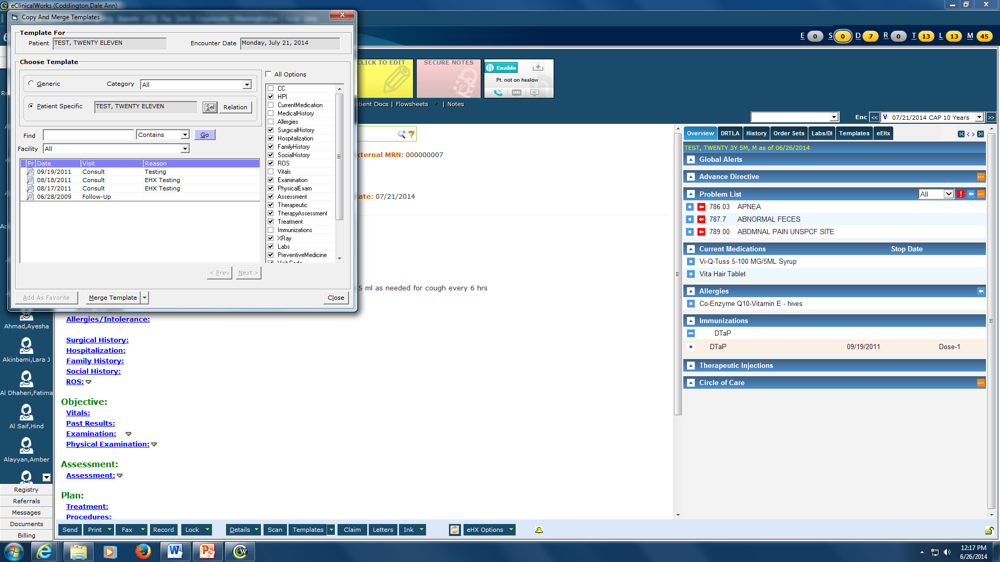 eClinicalWorks (Coddington,Dale Ann)
Copy And Merge Templates
Template For
Patient TEST, TWENTY ELEVEN Encounter Date Monday, July 21, 2014
Choose Template
Generic Category All
Patient Specific TEST, TWENTY ELEVEN Sel Relation
Find Contains Go
Facility All
Pr Date Visit Reason
09/19/2011 Consult Testing
08/18/2011 Consult EHX Testing
08/17/2011 Consult EHX Testing
06/28/2009 Follow-Up
All Options
CC
HPI
CurrentMedication
MedicalHistory
Allergies
SurgicalHistory
Hospitalization
FamilyHistory
SocialHistory
ROS
Vitals
Examination
PhysicalExam
Assessment
Therapeutic
TherapyAssessment
Treatment
Immunizations
XRay
Labs
PreventiveMedicine
< Prev Next >
Add As Favorite Merge Template Close
E 0 S 0 D 7 R 0 T 13 L 13 M 45
CLICK TO EDIT
SECURE NOTES
h Enable
Pt. not on healow
SMS
tient Docs | Flowsheets | Notes
Enc << V 07/21/2014 CAP 10 Years >>
xternal MRN: 000000007
ate: 07/21/2014
5 ml as needed for cough every 6 hrs
Allergies/Intolerance:
Surgical History:
Hospitalization:
Family History:
Social History:
ROS:
Objective:
Vitals:
Past Results:
Examination:
Physical Examination:
Assessment:
Assessment:
Plan:
Treatment:
Procedures:
Overview DRTLA History Order Sets Labs/DI Templates eEHx
TEST, TWENTY 3Y 5M, M as of 06/26/2014
Global Alerts
Advance Directive
Problem List All
786.03 APNEA
787.7 ABNORMAL FECES
789.00 ABDMNAL PAIN UNSPCF SITE
Current Medications Stop Date
Vi-Q-Tuss 5-100 MG/5ML Syrup
Vita Hair Tablet
Allergies
Co-Enzyme Q10-Vitamin E - hives
Immunizations
DTaP
DTaP 09/19/2011 Dose-1
Therapeutic Injections
Circle of Care
Ahmad,Ayesha
Akinbami,Lara J
Al Dhaheri,Fatima
Al Saif,Hind
Alayyan,Amber
Registry
Referrals
Messages
Documents
Billing
Send Print Fax Record Lock Details Scan Templates Claim Letters Ink eHX Options
12:17 PM
6/26/2014